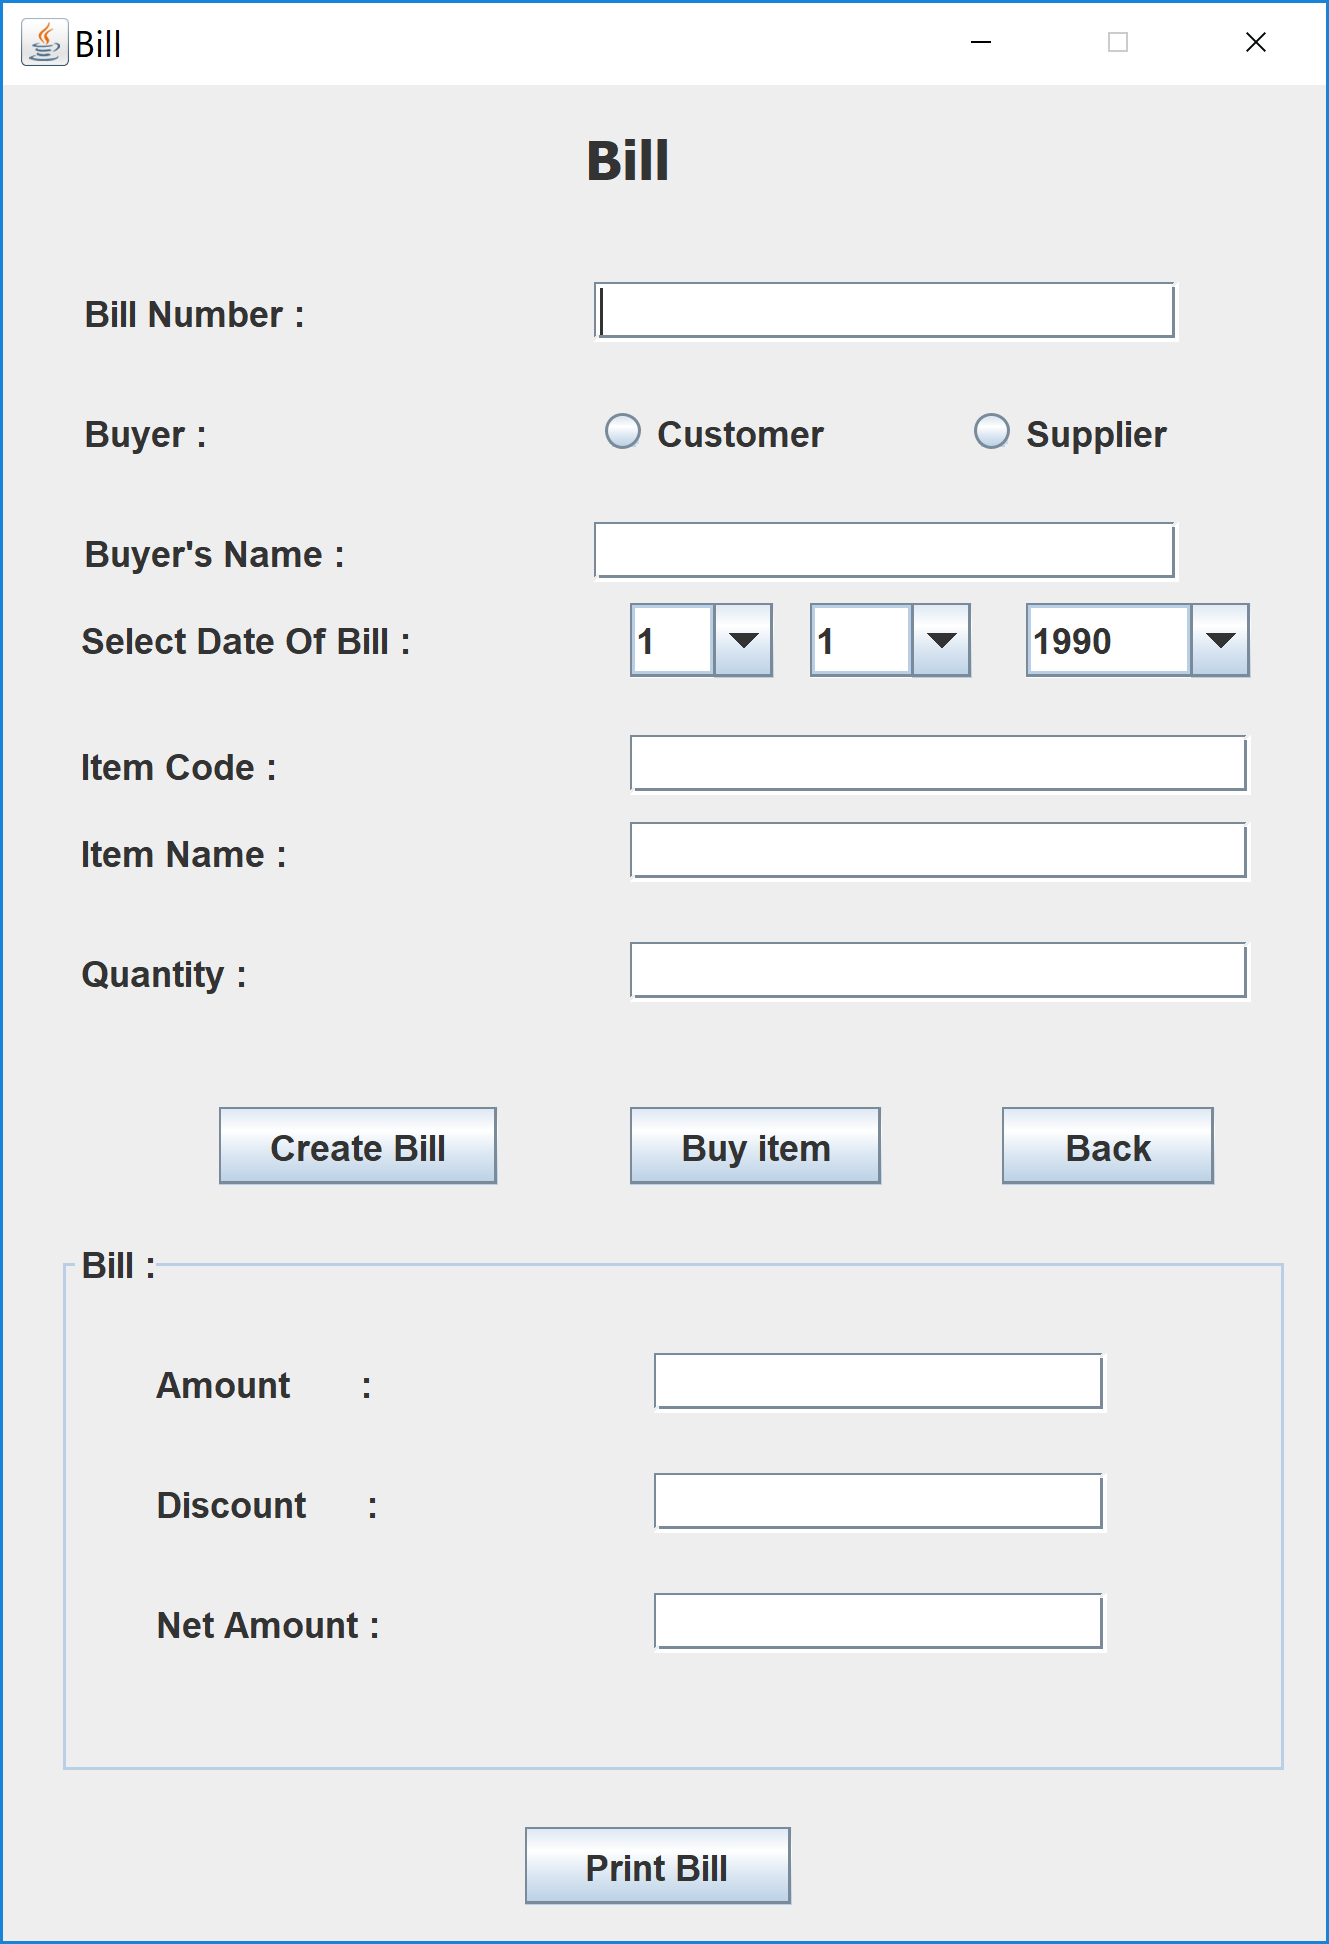 Bill
Bill
Bill Number :
Buyer : Customer Supplier
Buyer's Name :
Select Date Of Bill : 1 1 1990
Item Code :
Item Name :
Quantity :
Create Bill Buy item Back
Bill :
Amount :
Discount :
Net Amount :
Print Bill